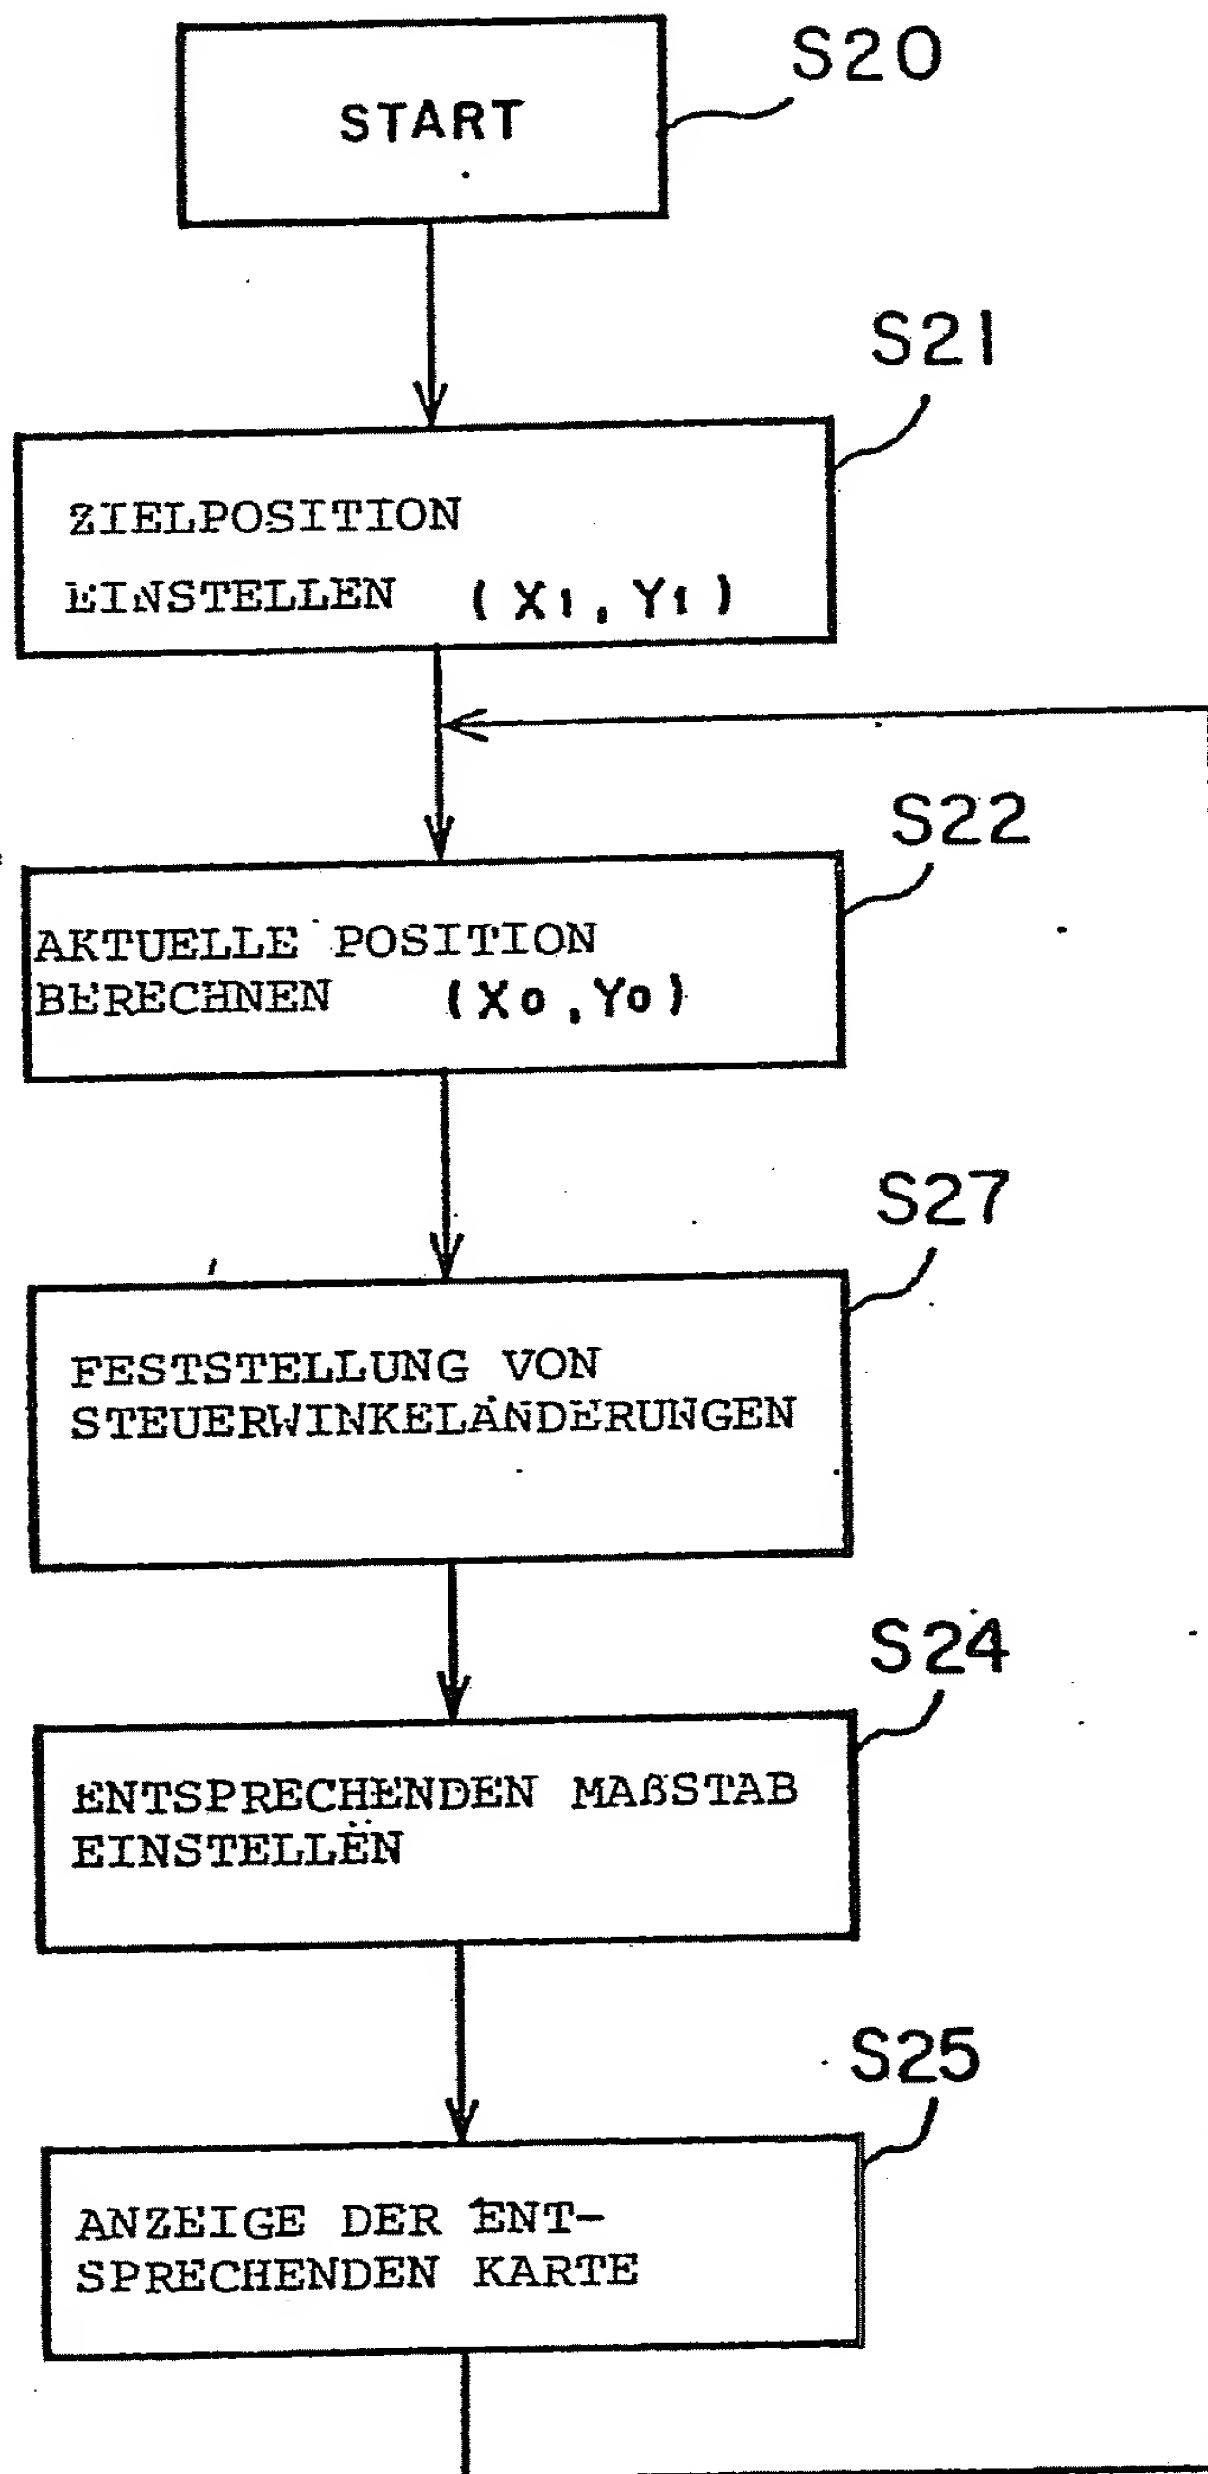 START
S20
S21
ZIELPOSITION
EINSTELLEN (X1, Y1)
S22
AKTUELLE POSITION
BERECHNEN (X0, Y0)
S27
FESTSTELLUNG VON
STEUERWINKELÄNDERUNGEN
S24
ENTSPRECHENDEN MAßSTAB
EINSTELLEN
S25
ANZEIGE DER ENT-
SPRECHENDEN KARTE